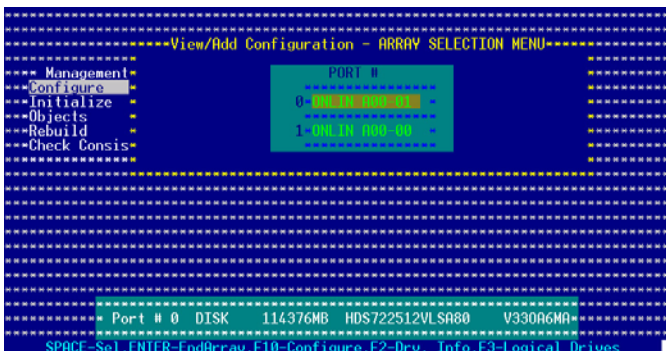 View/Add Configuration - ARRAY SELECTION MENU
Management
Configure
Initialize
Objects
Rebuild
Check Consis
PORT #
0 ONLIN A00-01
1 ONLIN A00-00
Port # 0 DISK 114376MB HDS722512VLSA80 V33OA6MA
SPACE-Sel ENTER-EndArray F10-Configure F2-Drv Info F3-Logical Drives